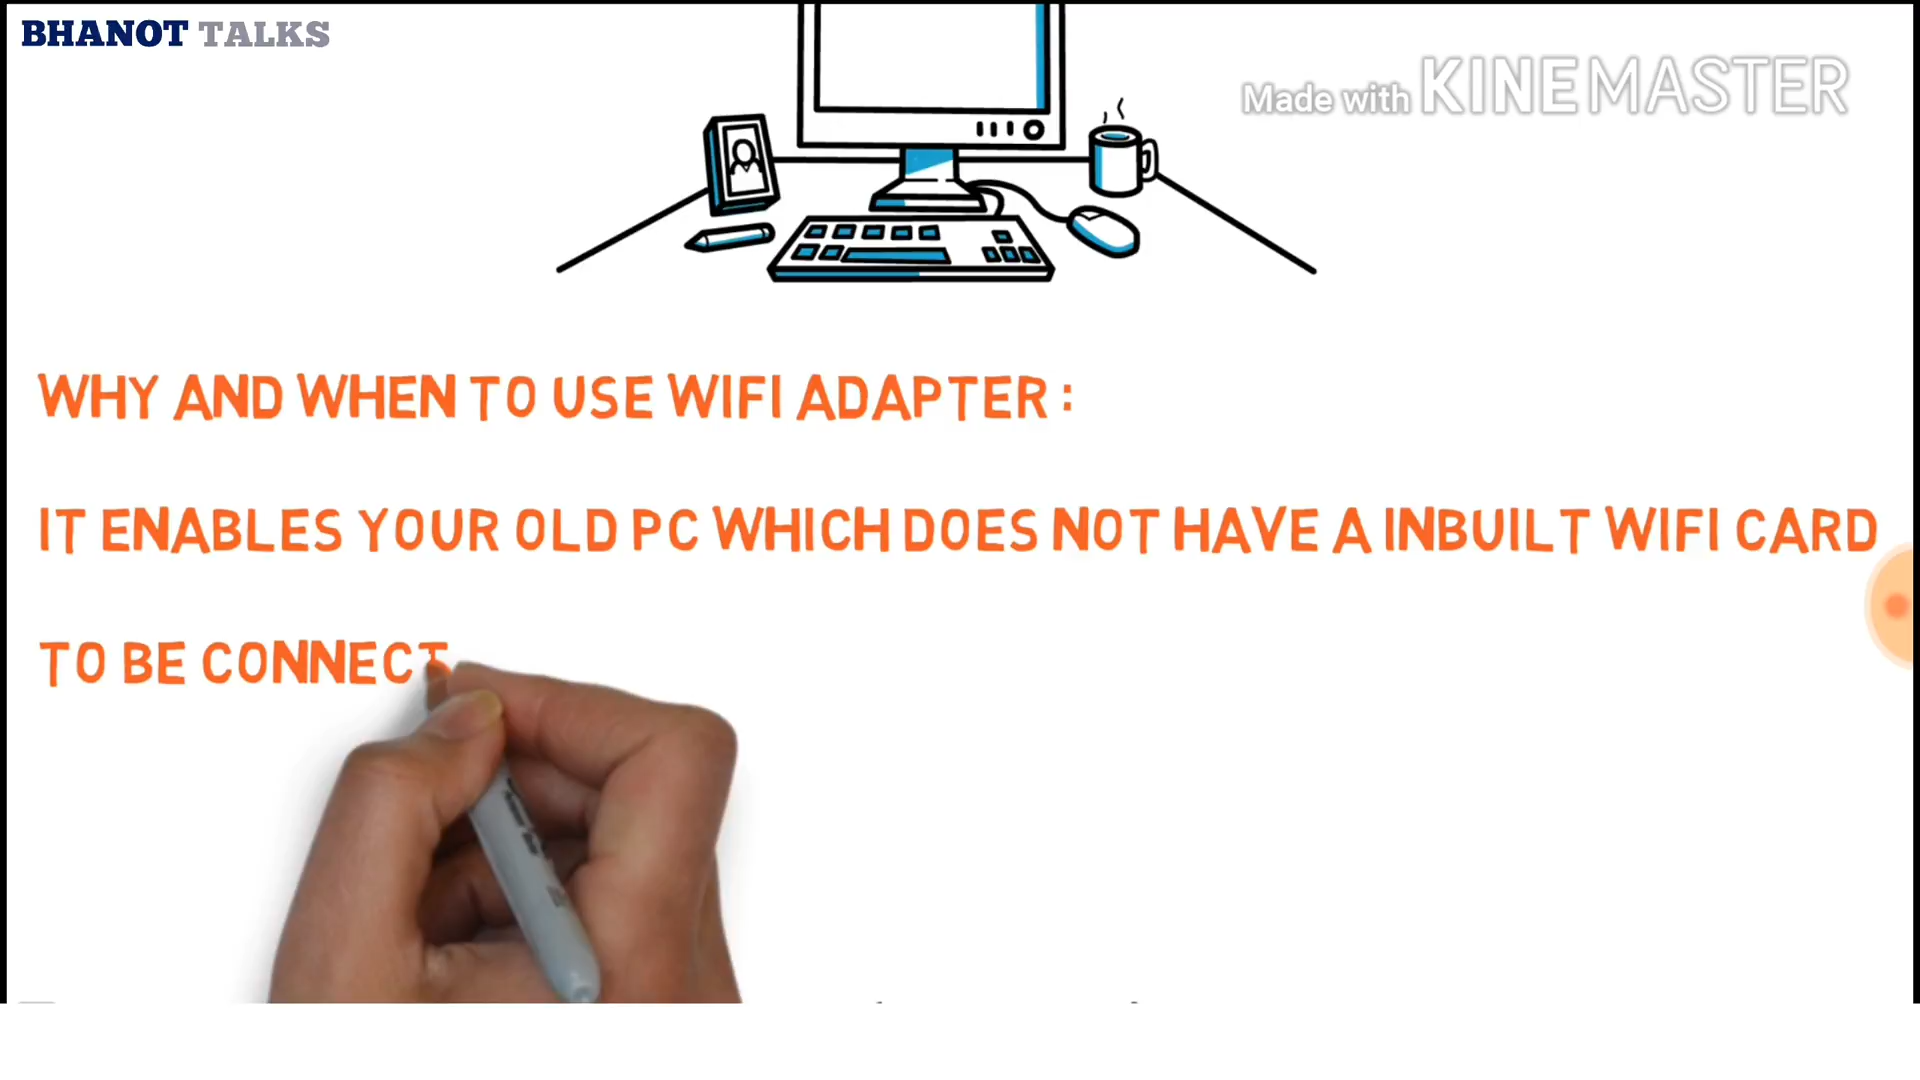 BHANOT TALKS
Made with KINEMASTER
WHY AND WHEN TO USE WIFI ADAPTER :
IT ENABLES YOUR OLD PC WHICH DOES NOT HAVE A INBUILT WIFI CARD
TO BE CONNECT